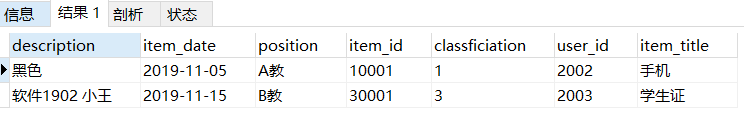 信息 结果 1 剖析 状态
description item_date position item_id classficiation user_id item_title
黑色 2019-11-05 A教 10001 1 2002 手机
软件1902 小王 2019-11-15 B教 30001 3 2003 学生证